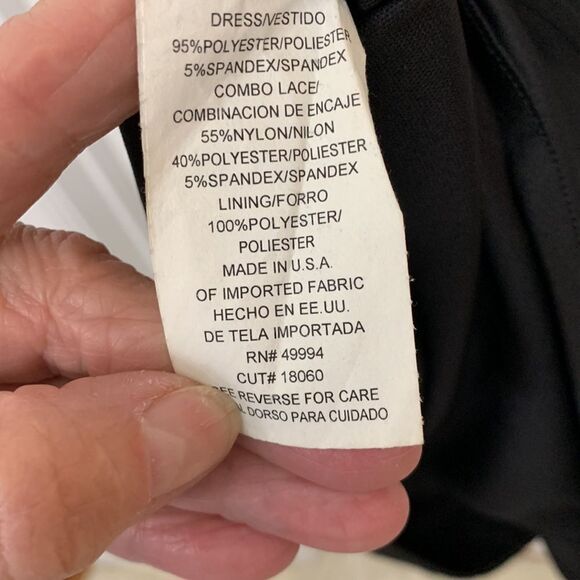 DRESS/VESTIDO
95%POLYESTER/POLIESTER
5%SPANDEX/SPANDEX
COMBO LACE/
COMBINACION DE ENCAJE
55%NYLON/NILON
40%POLYESTER/POLIESTER
5%SPANDEX/SPANDEX
LINING/FORRO
100%POLYESTER/
POLIESTER
MADE IN U.S.A.
OF IMPORTED FABRIC
HECHO EN EE.UU.
DE TELA IMPORTADA
RN# 49994
CUT# 18060
REVERSE FOR CARE
DORSO PARA CUIDADO